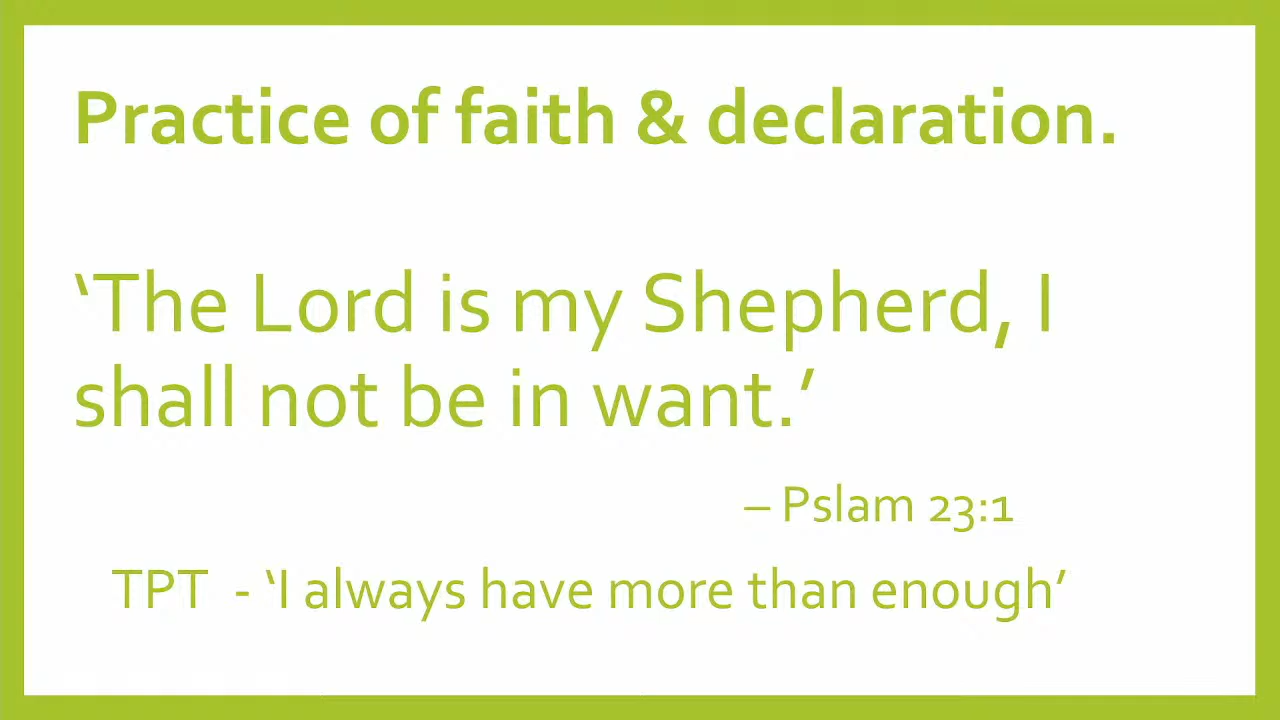 Practice of faith & declaration.
‘The Lord is my Shepherd, I
shall not be in want.’
– Pslam 23:1
TPT - ‘I always have more than enough’